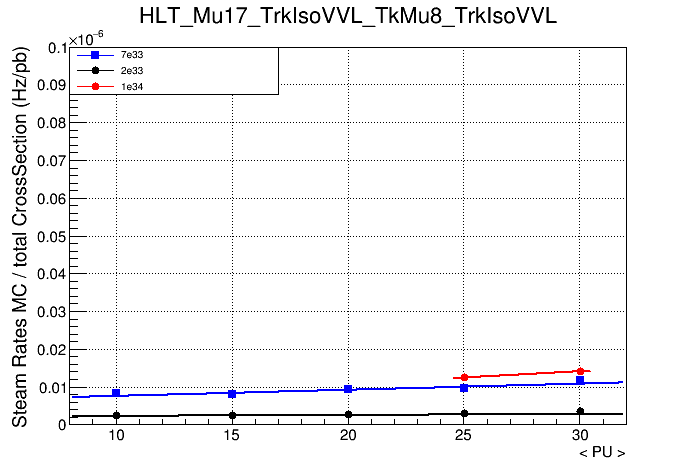 HLT_Mu17_TrkIsoVVL_TkMu8_TrkIsoVVL
×10⁻⁶
0.1
0.09
0.08
0.07
0.06
0.05
0.04
0.03
0.02
0.01
0
Steam Rates MC / total CrossSection (Hz/pb)
7e33
2e33
1e34
10 15 20 25 30
< PU >